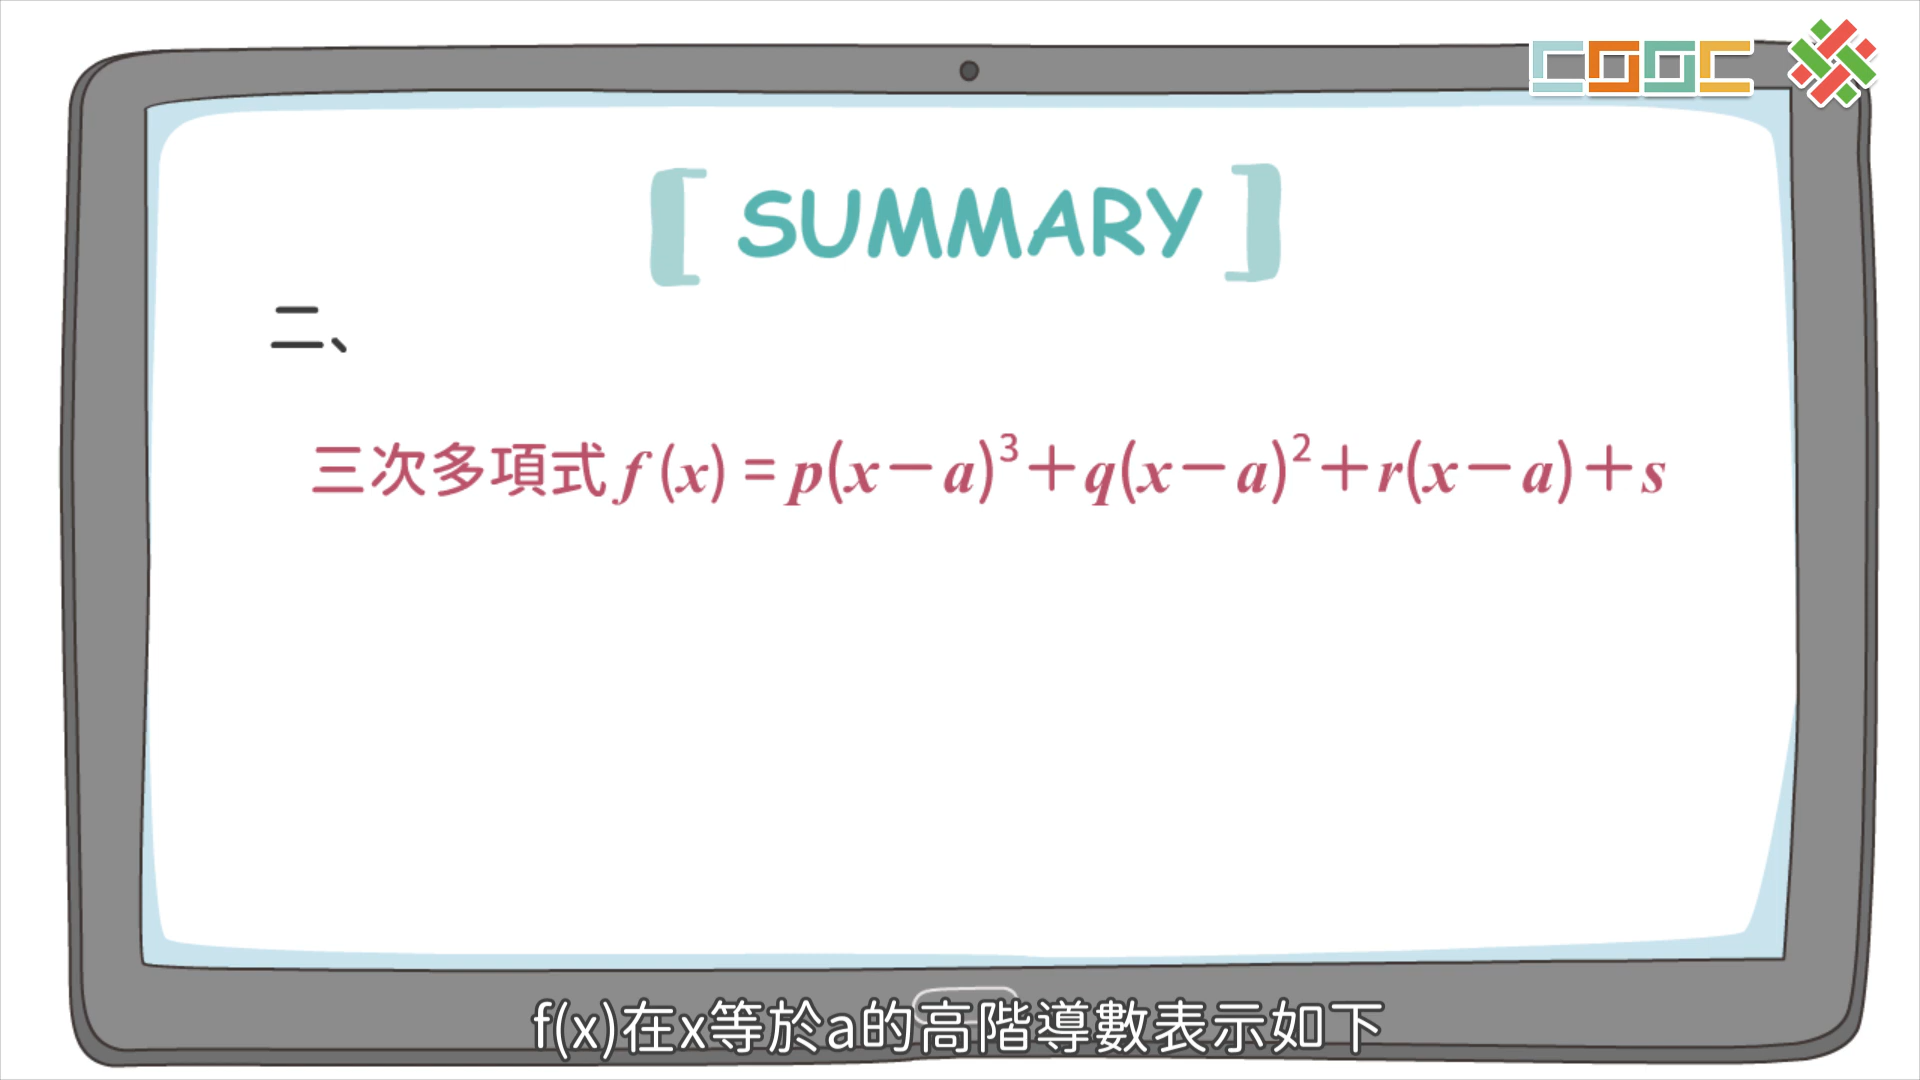 COOC
[ SUMMARY ]
二、
三次多項式 f(x) = p(x－a)³＋q(x－a)²＋r(x－a)＋s
f(x)在x等於a的高階導數表示如下